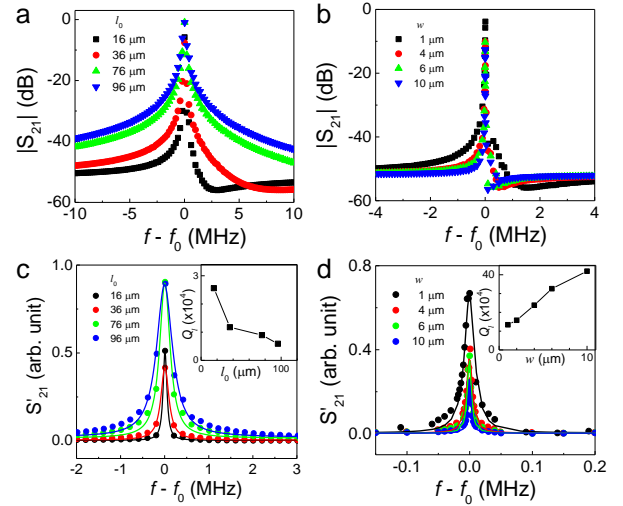 a
l₀
16 μm
36 μm
76 μm
96 μm
|S₂₁| (dB)
0
-20
-40
-60
-10
-5
0
5
10
f - f₀ (MHz)
b
w
1 μm
4 μm
6 μm
10 μm
|S₂₁| (dB)
0
-20
-40
-60
-4
-2
0
2
4
f - f₀ (MHz)
c
l₀
16 μm
36 μm
76 μm
96 μm
S'₂₁ (arb. unit)
1.0
0.5
0.0
-2
-1
0
1
2
3
f - f₀ (MHz)
Qₗ (x10⁴)
3
0
0
50
100
l₀ (μm)
d
w
1 μm
4 μm
6 μm
10 μm
S'₂₁ (arb. unit)
0.8
0.4
0.0
-0.1
0.0
0.1
0.2
f - f₀ (MHz)
Qₗ (x10⁴)
40
20
0
0
5
10
w (μm)